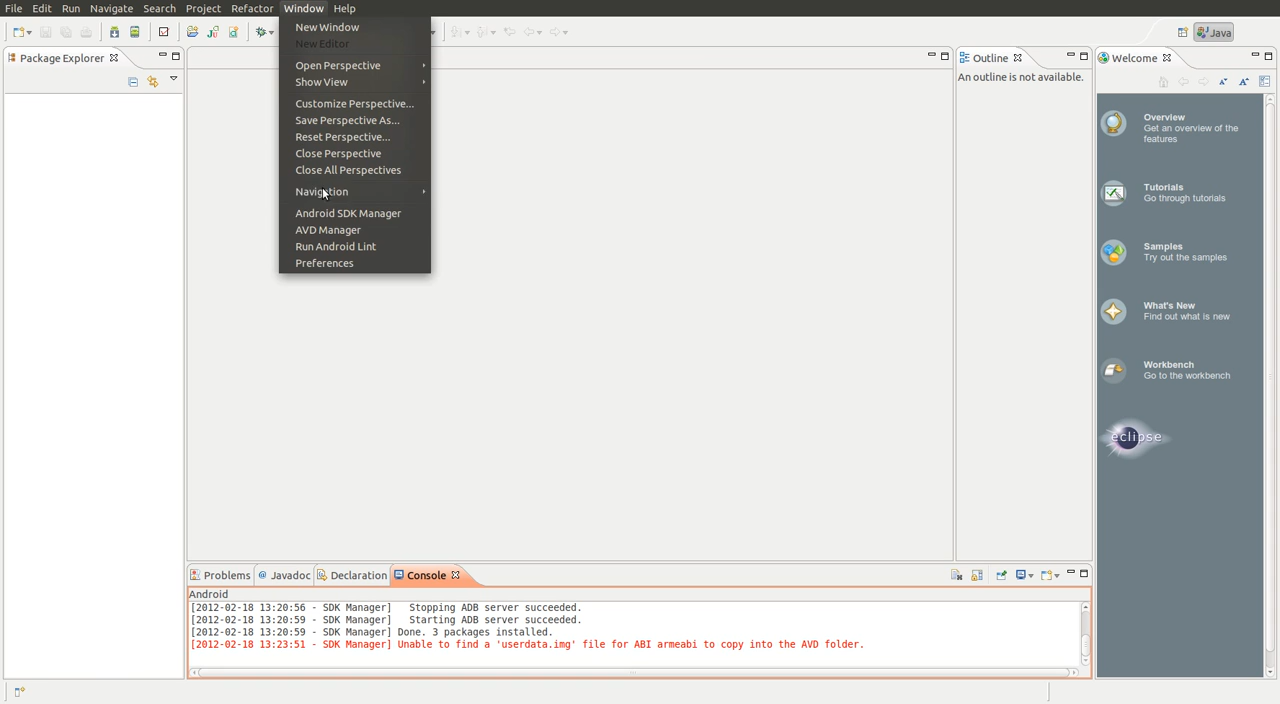 File Edit Run Navigate Search Project Refactor Window Help
New Window
New Editor
Open Perspective
Show View
Customize Perspective...
Save Perspective As...
Reset Perspective...
Close Perspective
Close All Perspectives
Navigation
Android SDK Manager
AVD Manager
Run Android Lint
Preferences
Java
Package Explorer
Outline
An outline is not available.
Welcome
Overview
Get an overview of the
features
Tutorials
Go through tutorials
Samples
Try out the samples
What's New
Find out what is new
Workbench
Go to the workbench
eclipse
Problems @ Javadoc Declaration Console
Android
[2012-02-18 13:20:56 - SDK Manager]   Stopping ADB server succeeded.
[2012-02-18 13:20:59 - SDK Manager]   Starting ADB server succeeded.
[2012-02-18 13:20:59 - SDK Manager] Done. 3 packages installed.
[2012-02-18 13:23:51 - SDK Manager] Unable to find a 'userdata.img' file for ABI armeabi to copy into the AVD folder.